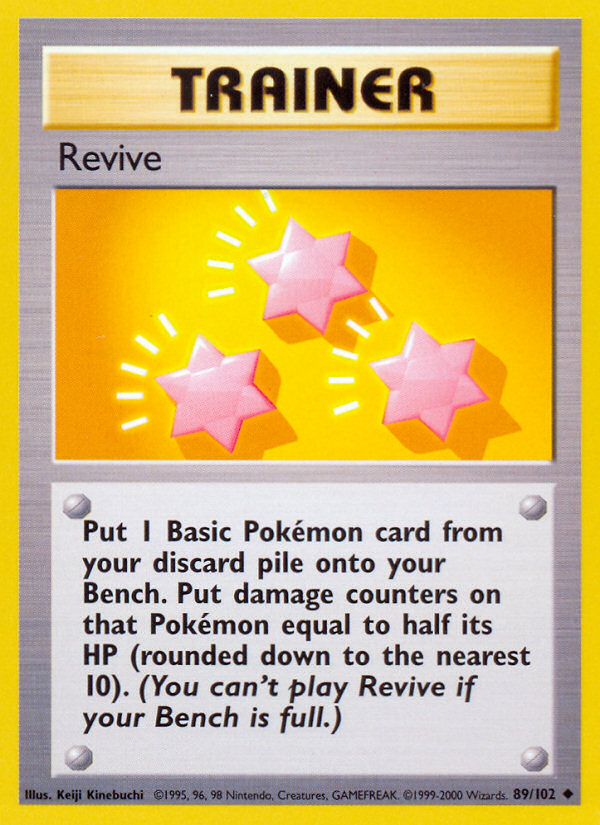 TRAINER
Revive
Put 1 Basic Pokémon card from
your discard pile onto your
Bench. Put damage counters on
that Pokémon equal to half its
HP (rounded down to the nearest
10). (You can't play Revive if
your Bench is full.)
Illus. Keiji Kinebuchi ©1995, 96, 98 Nintendo, Creatures, GAMEFREAK. ©1999-2000 Wizards. 89/102 ◆